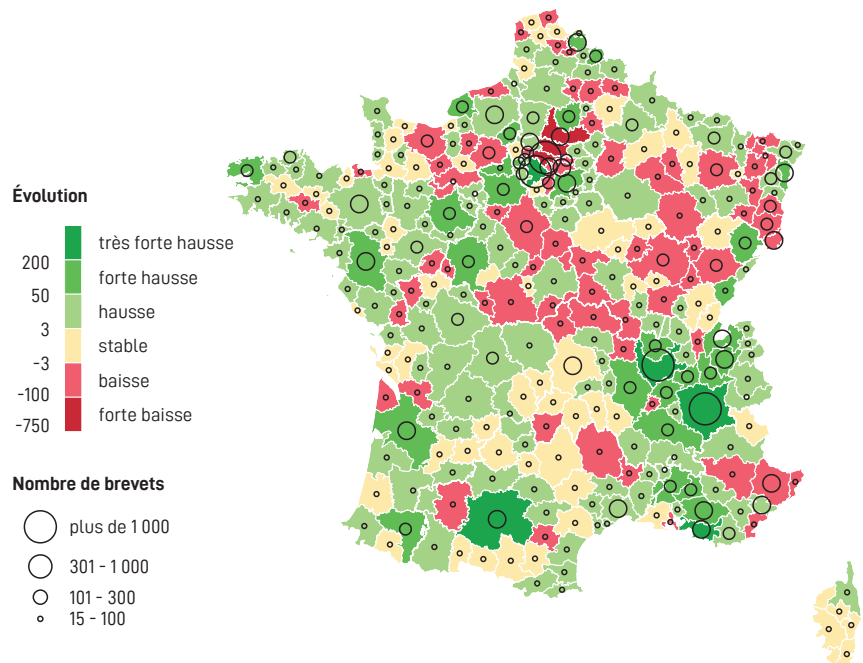 Évolution
très forte hausse
200
forte hausse
50
hausse
3
stable
-3
baisse
-100
forte baisse
-750
Nombre de brevets
plus de 1 000
301 - 1 000
101 - 300
15 - 100